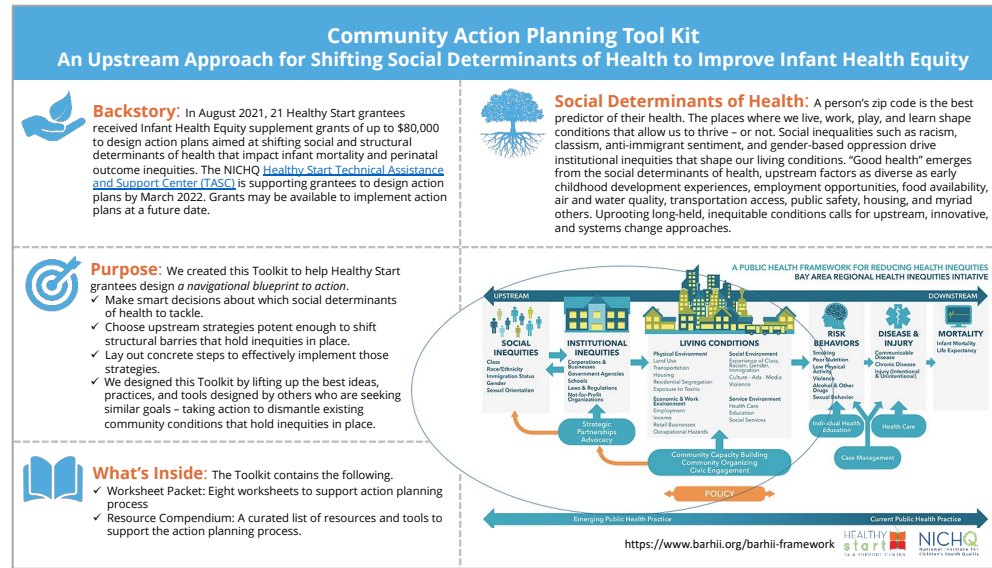 Community Action Planning Tool Kit
An Upstream Approach for Shifting Social Determinants of Health to Improve Infant Health Equity
Backstory: In August 2021, 21 Healthy Start grantees
received Infant Health Equity supplement grants of up to $80,000
to design action plans aimed at shifting social and structural
determinants of health that impact infant mortality and perinatal
outcome inequities. The NICHQ Healthy Start Technical Assistance
and Support Center (TASC) is supporting grantees to design action
plans by March 2022. Grants may be available to implement action
plans at a future date.
Social Determinants of Health: A person's zip code is the best
predictor of their health. The places where we live, work, play, and learn shape
conditions that allow us to thrive – or not. Social inequalities such as racism,
classism, anti-immigrant sentiment, and gender-based oppression drive
institutional inequities that shape our living conditions. "Good health" emerges
from the social determinants of health, upstream factors as diverse as early
childhood development experiences, employment opportunities, food availability,
air and water quality, transportation access, public safety, housing, and myriad
others. Uprooting long-held, inequitable conditions calls for upstream, innovative,
and systems change approaches.
Purpose: We created this Toolkit to help Healthy Start
grantees design a navigational blueprint to action.
✓ Make smart decisions about which social determinants
of health to tackle.
✓ Choose upstream strategies potent enough to shift
structural barriers that hold inequities in place.
✓ Lay out concrete steps to effectively implement those
strategies.
✓ We designed this Toolkit by lifting up the best ideas,
practices, and tools designed by others who are seeking
similar goals – taking action to dismantle existing
community conditions that hold inequities in place.
What's Inside: The Toolkit contains the following.
✓ Worksheet Packet: Eight worksheets to support action planning
process
✓ Resource Compendium: A curated list of resources and tools to
support the action planning process.
A PUBLIC HEALTH FRAMEWORK FOR REDUCING HEALTH INEQUITIES
BAY AREA REGIONAL HEALTH INEQUITIES INTIATIVE
UPSTREAM
DOWNSTREAM
SOCIAL
INEQUITIES
Class
Race/Ethnicity
Immigration Status
Gender
Sexual Orientation
INSTITUTIONAL
INEQUITIES
Corporations &
Businesses
Government Agencies
Schools
Laws & Regulations
Not-for-Profit
Organizations
LIVING CONDITIONS
Physical Environment
Land Use
Transportation
Housing
Residential Segregation
Exposure to Toxins
Economic & Work
Environment
Employment
Income
Retail Businesses
Occupational Hazards
Social Environment
Experience of Class,
Racism, Gender,
Immigration
Culture - Ads - Media
Violence
Service Environment
Health Care
Education
Social Services
RISK
BEHAVIORS
Smoking
Poor Nutrition
Low Physical
Activity
Violence
Alcohol & Other
Drugs
Sexual Behavior
DISEASE &
INJURY
Communicable
Disease
Chronic Disease
Injury (Intentional
& Unintentional)
MORTALITY
Infant Mortality
Life Expectancy
Strategic
Partnerships
Advocacy
Community Capacity Building
Community Organizing
Civic Engagement
POLICY
Individual Health
Education
Health Care
Case Management
Emerging Public Health Practice
Current Public Health Practice
https://www.barhii.org/barhii-framework
HEALTHY
start
TA & SUPPORT CENTER
NICHQ
National Institute for
Children's Health Quality